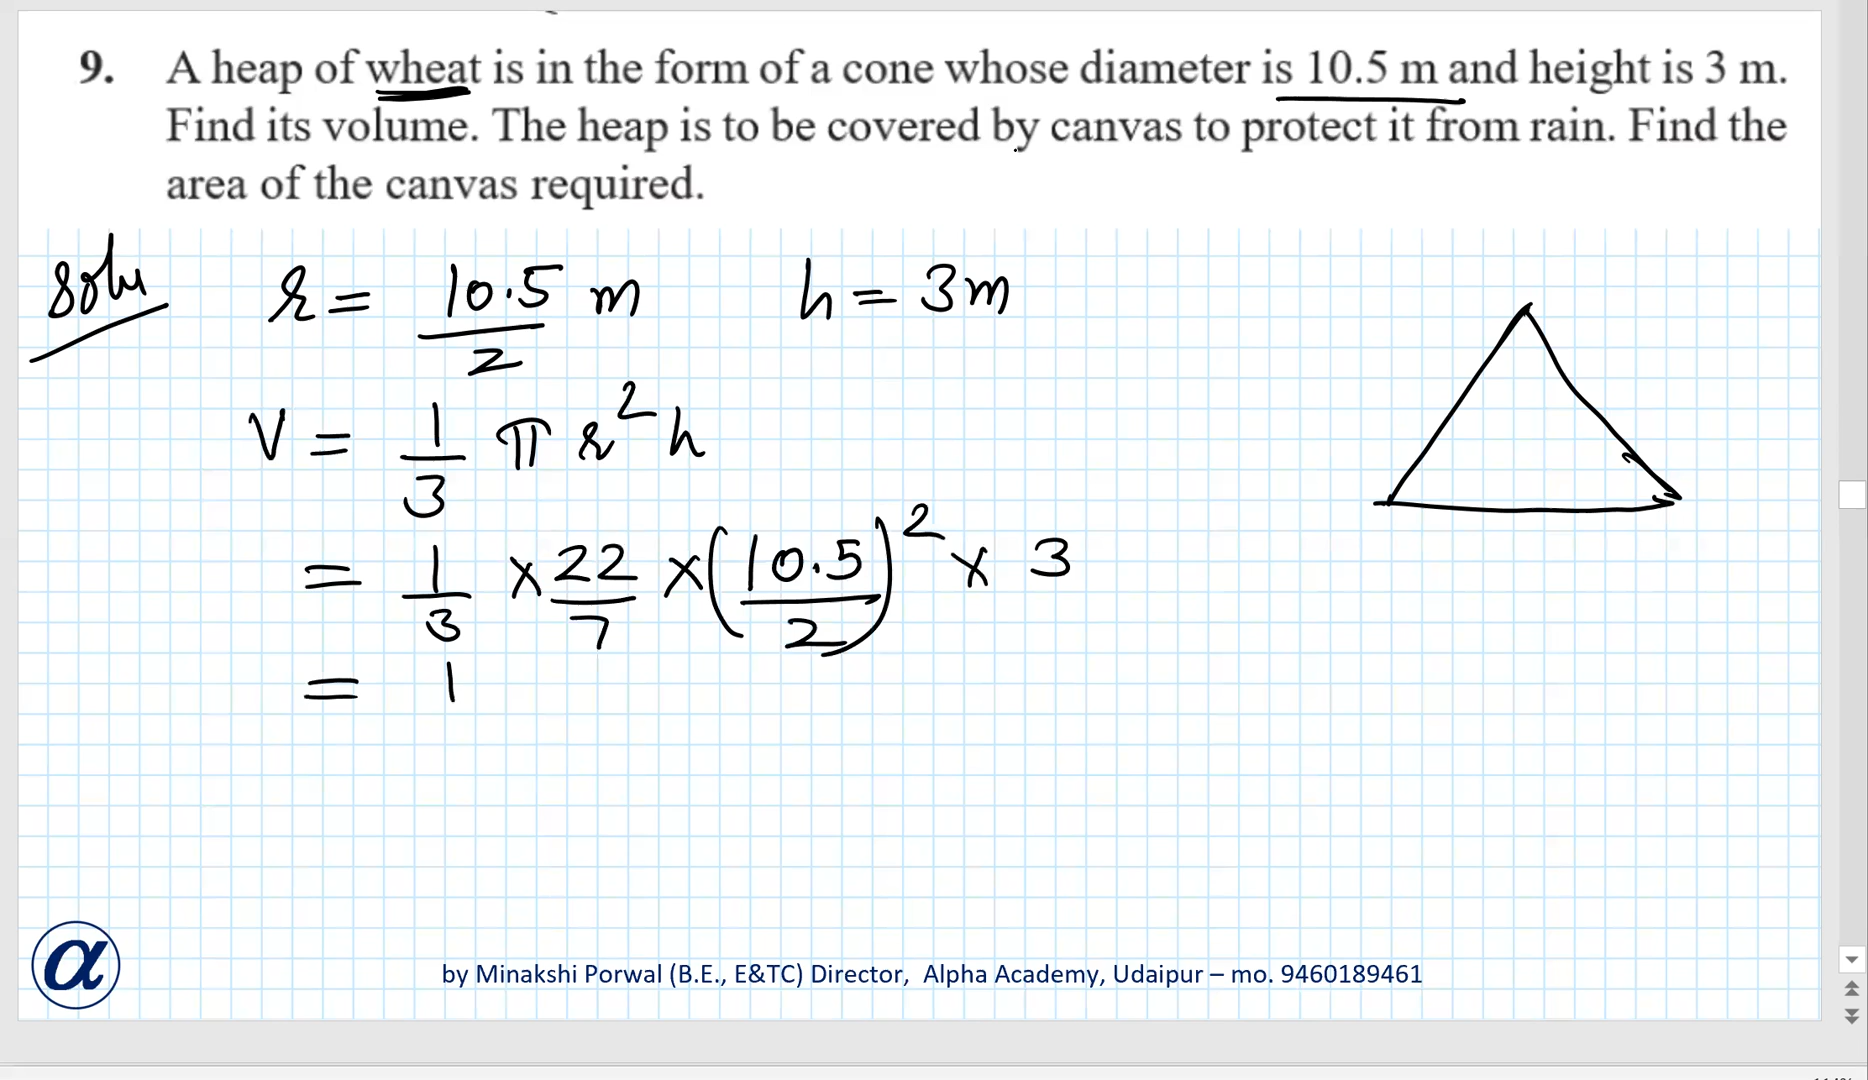 9. A heap of wheat is in the form of a cone whose diameter is 10.5 m and height is 3 m.
Find its volume. The heap is to be covered by canvas to protect it from rain. Find the
area of the canvas required.
Solu r = 10.5/2 m h = 3m
V = 1/3 π r² h
= 1/3 × 22/7 × (10.5/2)² × 3
= 1
α
by Minakshi Porwal (B.E., E&TC) Director, Alpha Academy, Udaipur – mo. 9460189461